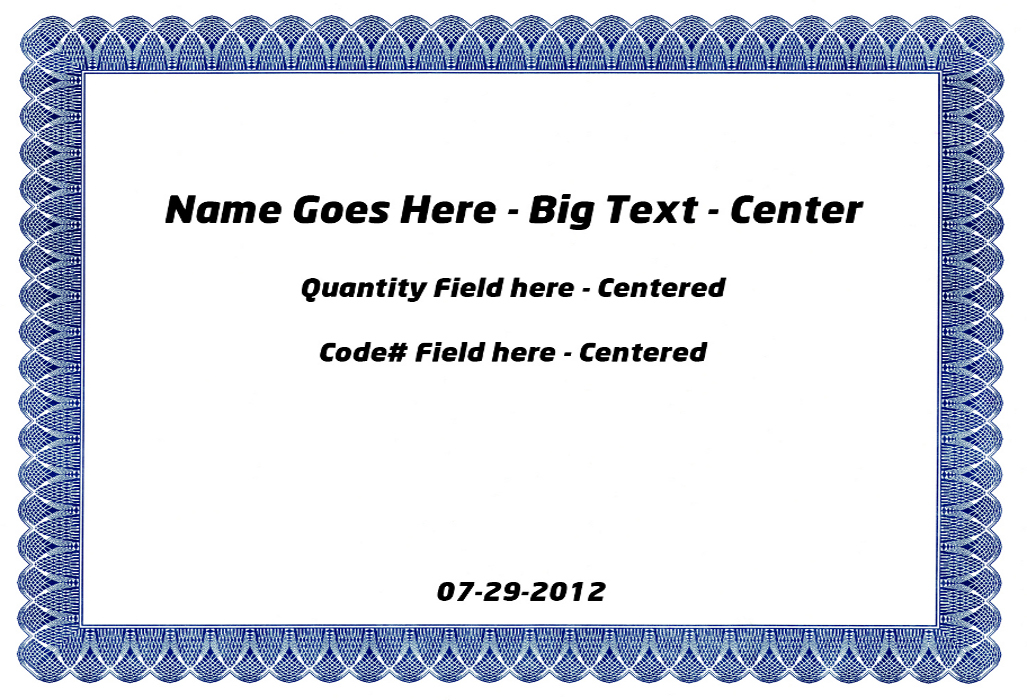 Name Goes Here - Big Text - Center
Quantity Field here - Centered
Code# Field here - Centered
07-29-2012